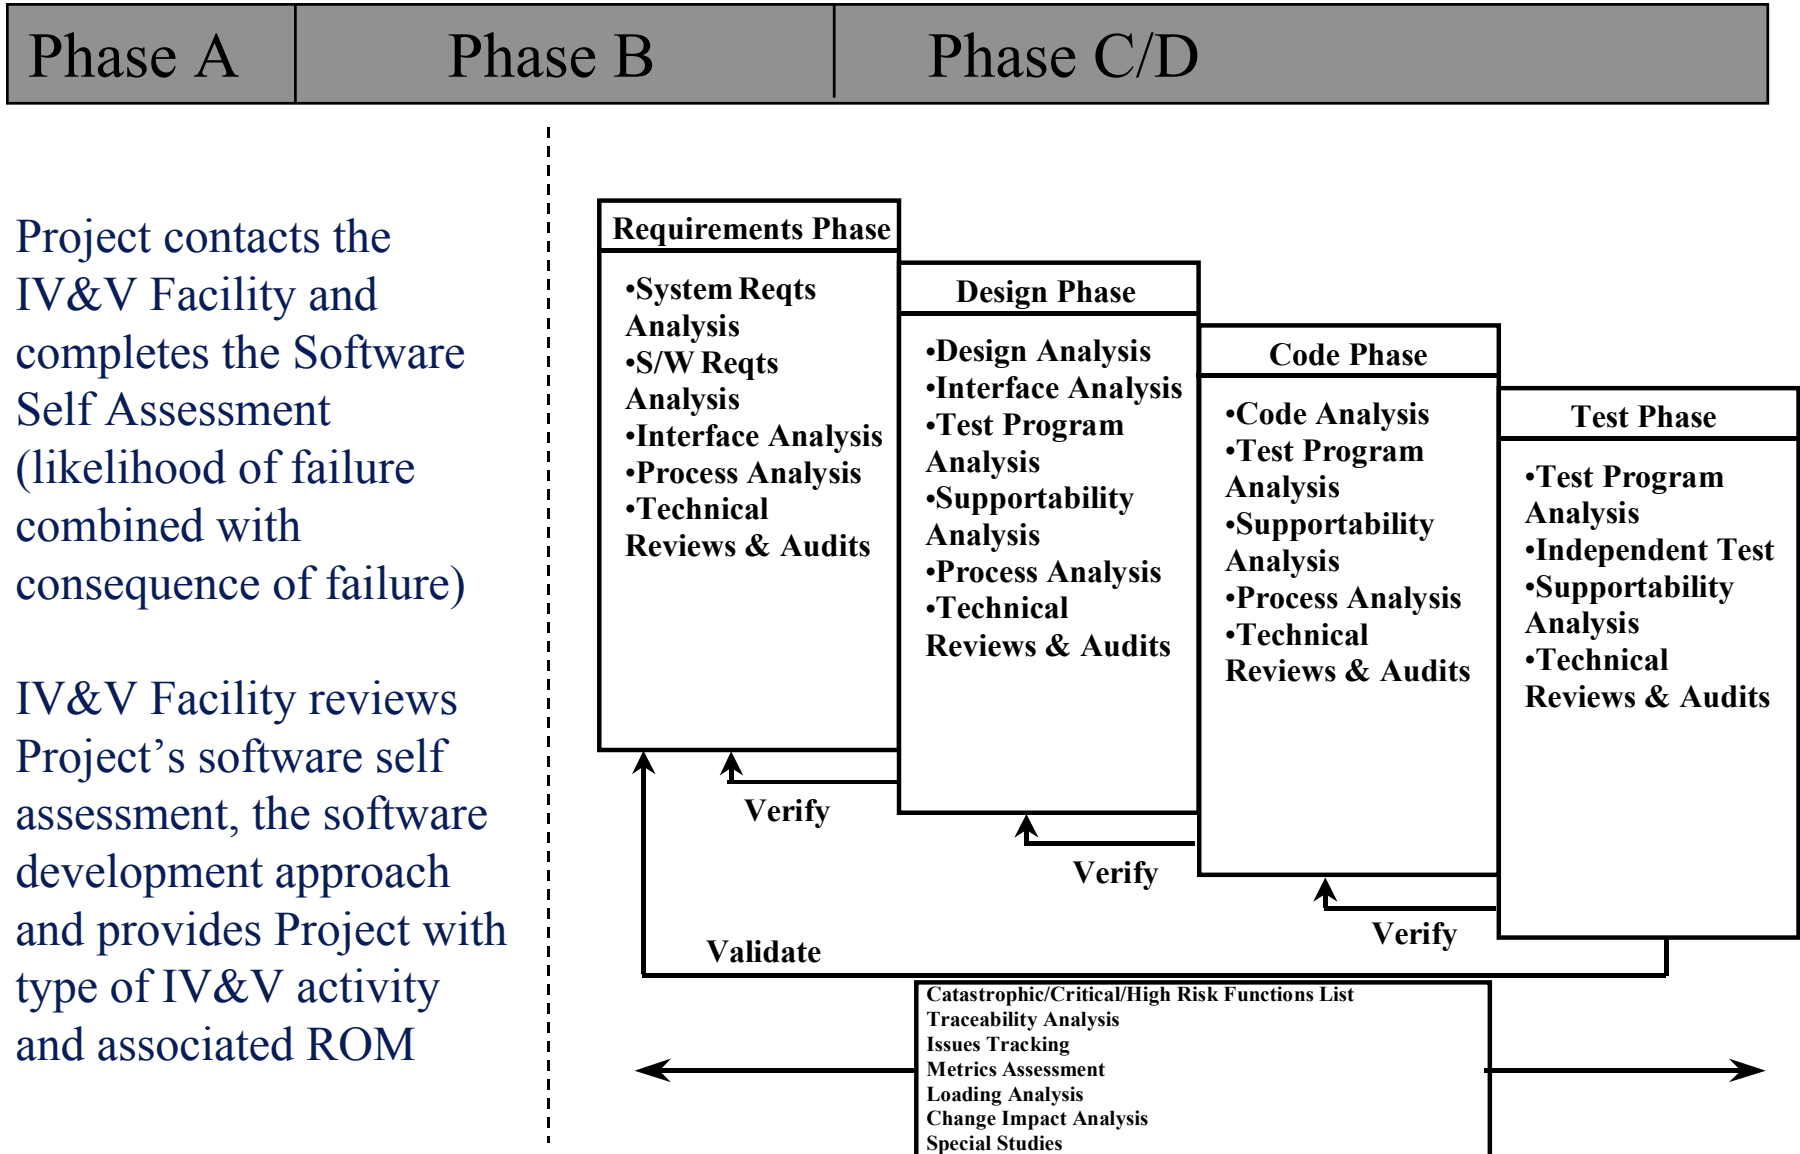 Phase A
Phase B
Phase C/D
Project contacts the
IV&V Facility and
completes the Software
Self Assessment
(likelihood of failure
combined with
consequence of failure)
IV&V Facility reviews
Project’s software self
assessment, the software
development approach
and provides Project with
type of IV&V activity
and associated ROM
Requirements Phase
•System Reqts
Analysis
•S/W Reqts
Analysis
•Interface Analysis
•Process Analysis
•Technical
Reviews & Audits
Design Phase
•Design Analysis
•Interface Analysis
•Test Program
Analysis
•Supportability
Analysis
•Process Analysis
•Technical
Reviews & Audits
Code Phase
•Code Analysis
•Test Program
Analysis
•Supportability
Analysis
•Process Analysis
•Technical
Reviews & Audits
Test Phase
•Test Program
Analysis
•Independent Test
•Supportability
Analysis
•Technical
Reviews & Audits
Verify
Verify
Verify
Validate
Catastrophic/Critical/High Risk Functions List
Traceability Analysis
Issues Tracking
Metrics Assessment
Loading Analysis
Change Impact Analysis
Special Studies